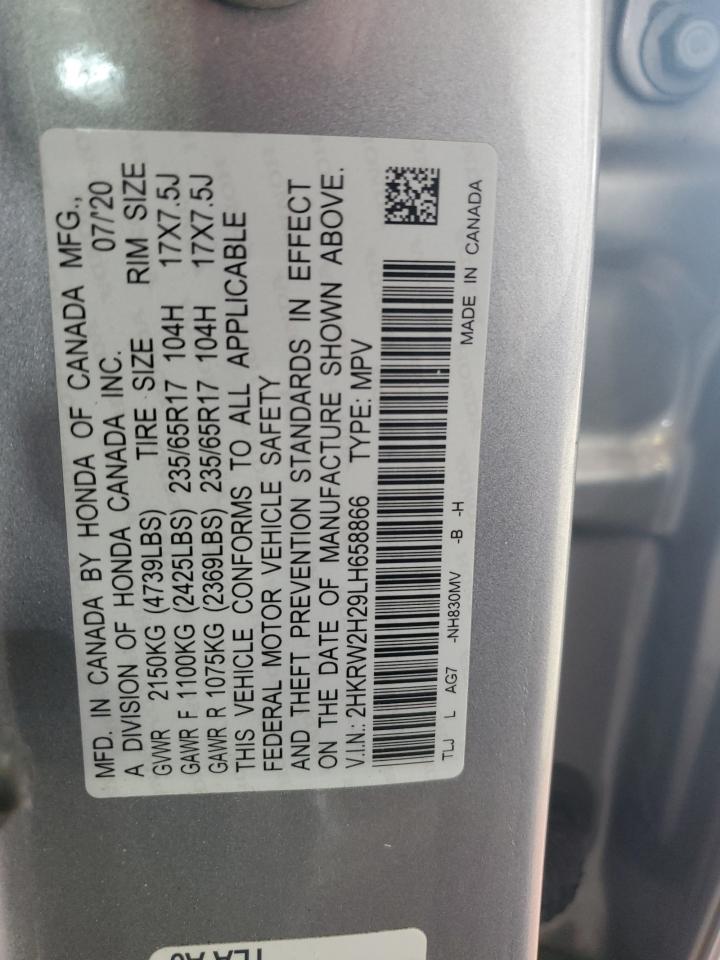 MFD. IN CANADA BY HONDA OF CANADA MFG.,
A DIVISION OF HONDA CANADA INC. 07/'20
GVWR 2150KG (4739LBS) TIRE SIZE RIM SIZE
GAWR F 1100KG (2425LBS) 235/65R17 104H 17X7.5J
GAWR R 1075KG (2369LBS) 235/65R17 104H 17X7.5J
THIS VEHICLE CONFORMS TO ALL APPLICABLE
FEDERAL MOTOR VEHICLE SAFETY
AND THEFT PREVENTION STANDARDS IN EFFECT
ON THE DATE OF MANUFACTURE SHOWN ABOVE.
V.I.N.: 2HKRW2H29LH658866 TYPE: MPV
TLJ L AG7 -NH830MV -B -H
MADE IN CANADA